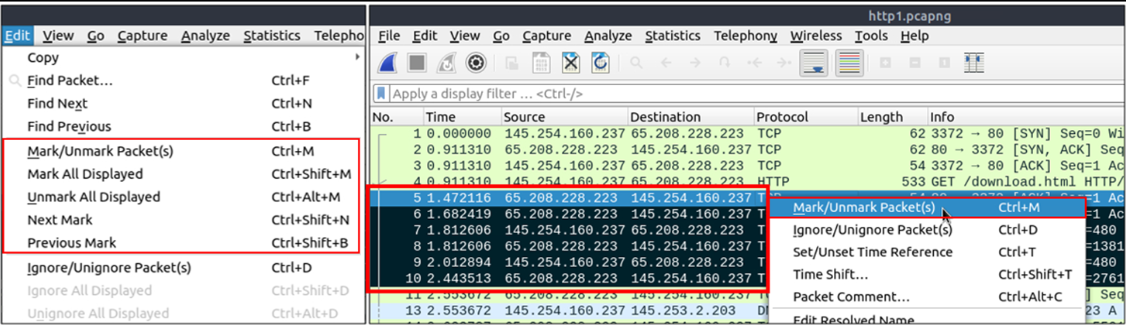 Edit View Go Capture Analyze Statistics Telepho
Copy
Find Packet... Ctrl+F
Find Next Ctrl+N
Find Previous Ctrl+B
Mark/Unmark Packet(s) Ctrl+M
Mark All Displayed Ctrl+Shift+M
Unmark All Displayed Ctrl+Alt+M
Next Mark Ctrl+Shift+N
Previous Mark Ctrl+Shift+B
Ignore/Unignore Packet(s) Ctrl+D
Ignore All Displayed Ctrl+Shift+D
Unignore All Displayed Ctrl+Alt+D
http1.pcapng
File Edit View Go Capture Analyze Statistics Telephony Wireless Tools Help
Apply a display filter ... <Ctrl-/>
No. Time Source Destination Protocol Length Info
1 0.000000 145.254.160.237 65.208.228.223 TCP 62 3372 → 80 [SYN] Seq=0 Wi
2 0.911310 65.208.228.223 145.254.160.237 TCP 62 80 → 3372 [SYN, ACK] Seq=
3 0.911310 145.254.160.237 65.208.228.223 TCP 54 3372 → 80 [ACK] Seq=1 Ac
4 0.911310 145.254.160.237 65.208.228.223 HTTP 533 GET /download.html HTTP/
5 1.472116 65.208.228.223 145.254.160.237
6 1.682419 65.208.228.223 145.254.160.237 T =1 Ac
7 1.812606 65.208.228.223 145.254.160.237 T =480
8 1.812606 65.208.228.223 145.254.160.237 T =1381
9 2.012894 65.208.228.223 145.254.160.237 T =480
10 2.443513 65.208.228.223 145.254.160.237 T =2761
11 2.553672 65.208.228.223 145.254.160.237 ] Seq
13 2.553672 145.254.160.237 145.253.2.203 23 A
Mark/Unmark Packet(s) Ctrl+M
Ignore/Unignore Packet(s) Ctrl+D
Set/Unset Time Reference Ctrl+T
Time Shift... Ctrl+Shift+T
Packet Comment... Ctrl+Alt+C
Edit Resolved Name